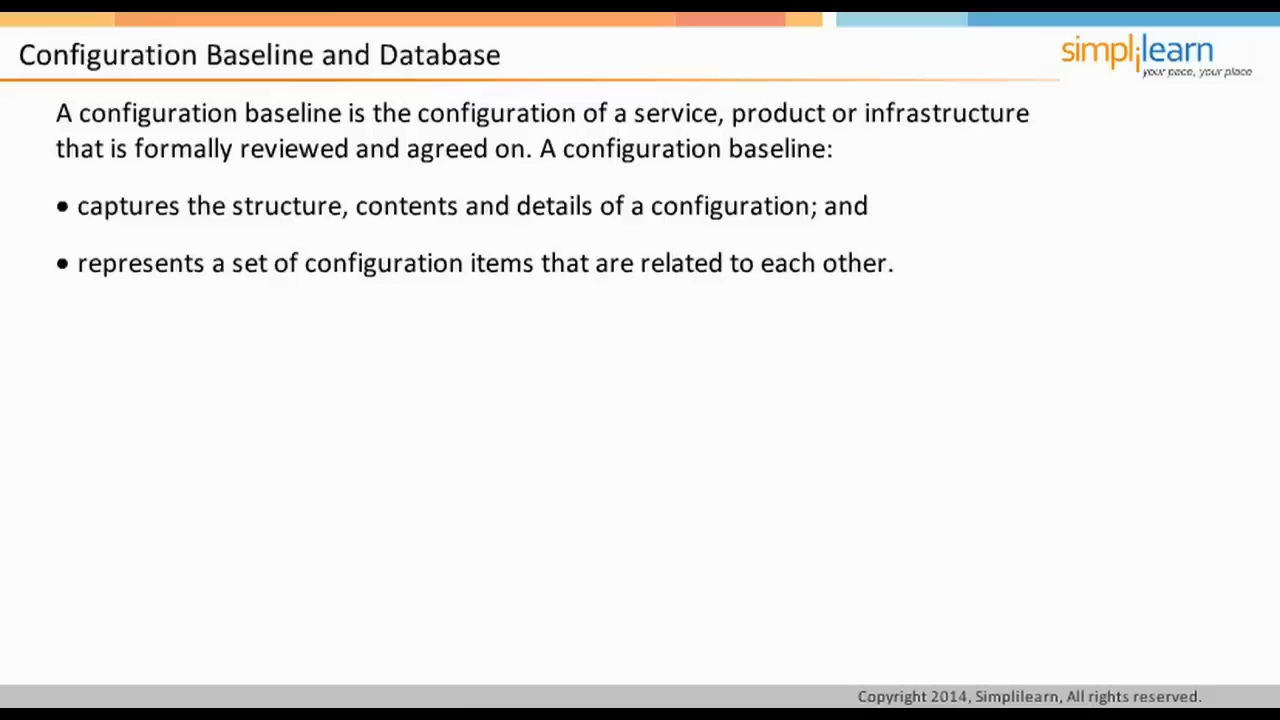 Configuration Baseline and Database
simplilearn
your pace, your place
A configuration baseline is the configuration of a service, product or infrastructure
that is formally reviewed and agreed on. A configuration baseline:
• captures the structure, contents and details of a configuration; and
• represents a set of configuration items that are related to each other.
Copyright 2014, Simplilearn, All rights reserved.